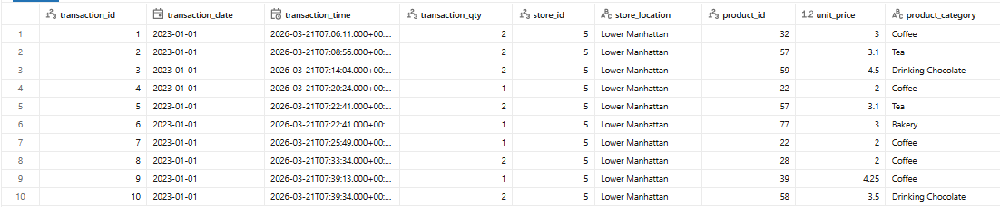 1²3 transaction_id transaction_date transaction_time 1²3 transaction_qty 1²3 store_id ABC store_location 1²3 product_id 1.2 unit_price ABC product_category
1 1 2023-01-01 2026-03-21T07:06:11.000+00:... 2 5 Lower Manhattan 32 3 Coffee
2 2 2023-01-01 2026-03-21T07:08:56.000+00:... 2 5 Lower Manhattan 57 3.1 Tea
3 3 2023-01-01 2026-03-21T07:14:04.000+00:... 2 5 Lower Manhattan 59 4.5 Drinking Chocolate
4 4 2023-01-01 2026-03-21T07:20:24.000+00:... 1 5 Lower Manhattan 22 2 Coffee
5 5 2023-01-01 2026-03-21T07:22:41.000+00:... 2 5 Lower Manhattan 57 3.1 Tea
6 6 2023-01-01 2026-03-21T07:22:41.000+00:... 1 5 Lower Manhattan 77 3 Bakery
7 7 2023-01-01 2026-03-21T07:25:49.000+00:... 1 5 Lower Manhattan 22 2 Coffee
8 8 2023-01-01 2026-03-21T07:33:34.000+00:... 2 5 Lower Manhattan 28 2 Coffee
9 9 2023-01-01 2026-03-21T07:39:13.000+00:... 1 5 Lower Manhattan 39 4.25 Coffee
10 10 2023-01-01 2026-03-21T07:39:34.000+00:... 2 5 Lower Manhattan 58 3.5 Drinking Chocolate